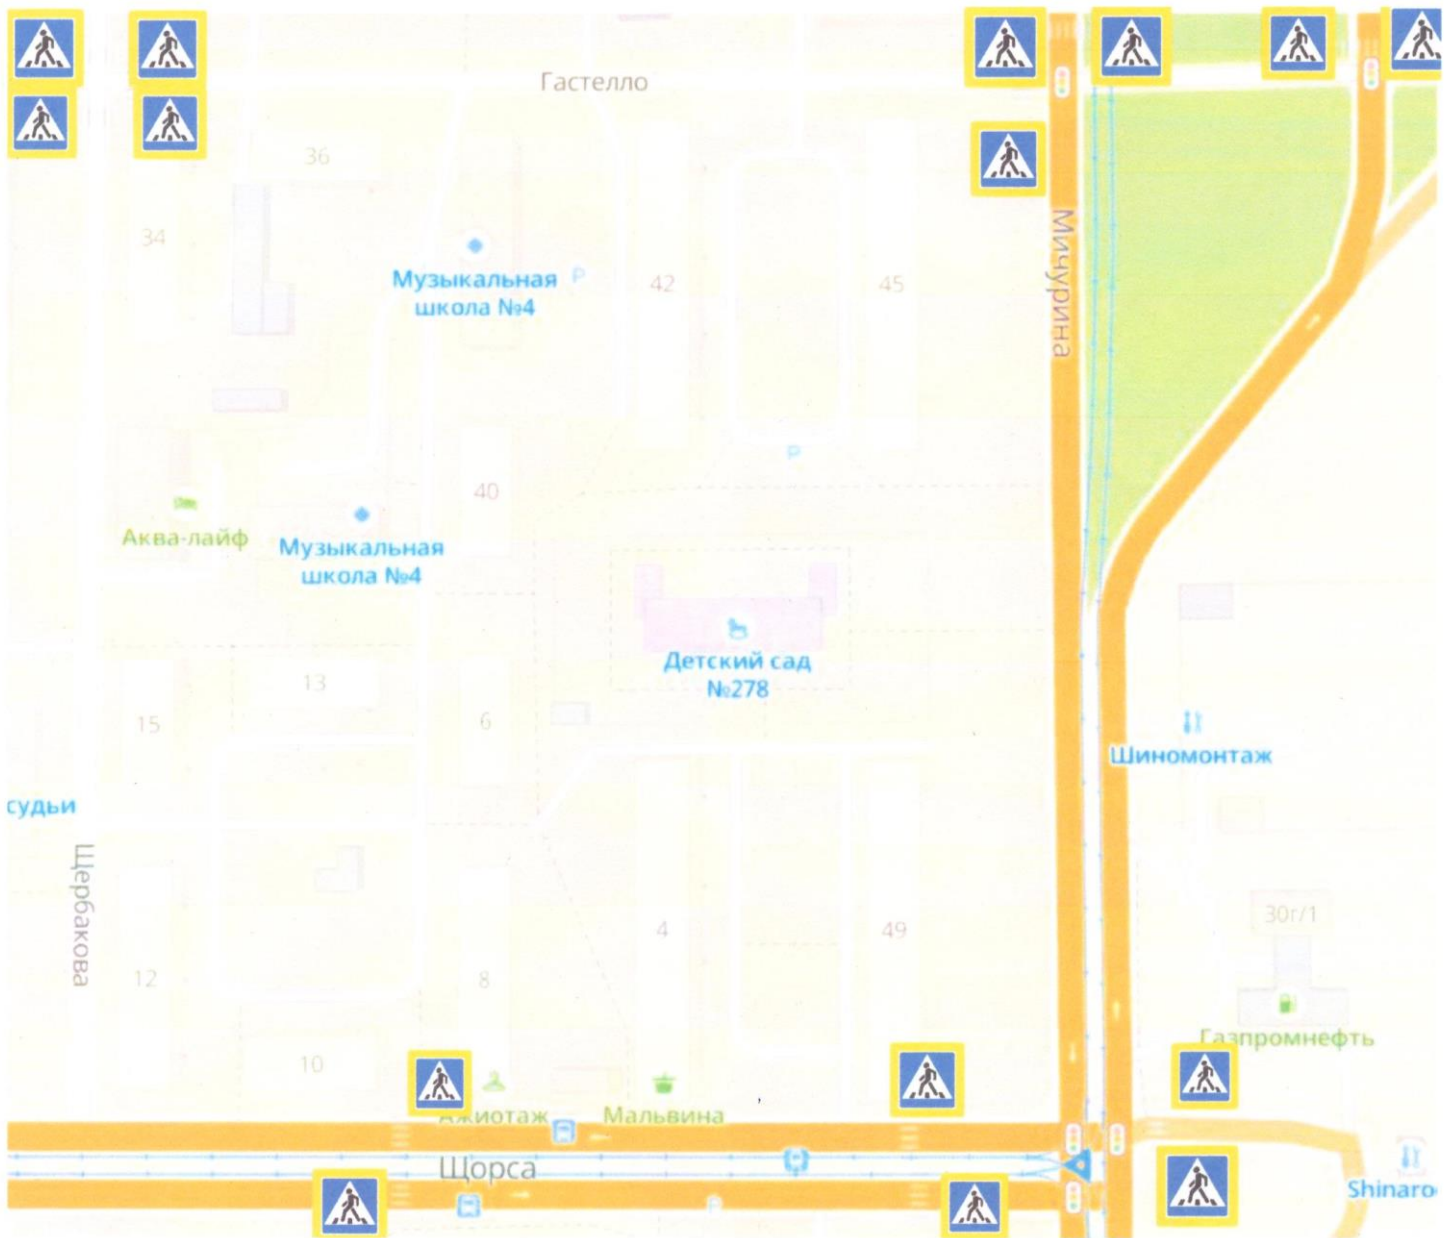 Гастелло
36
34
Музыкальная
школа №4
P
42
45
Мичурина
P
40
Аква-лайф
Музыкальная
школа №4
Детский сад
№278
13
15
6
Шиномонтаж
судьи
Щербакова
4
49
30г/1
12
8
Газпромнефть
10
Ажиотаж
Мальвина
Щорса
P
Shinaro